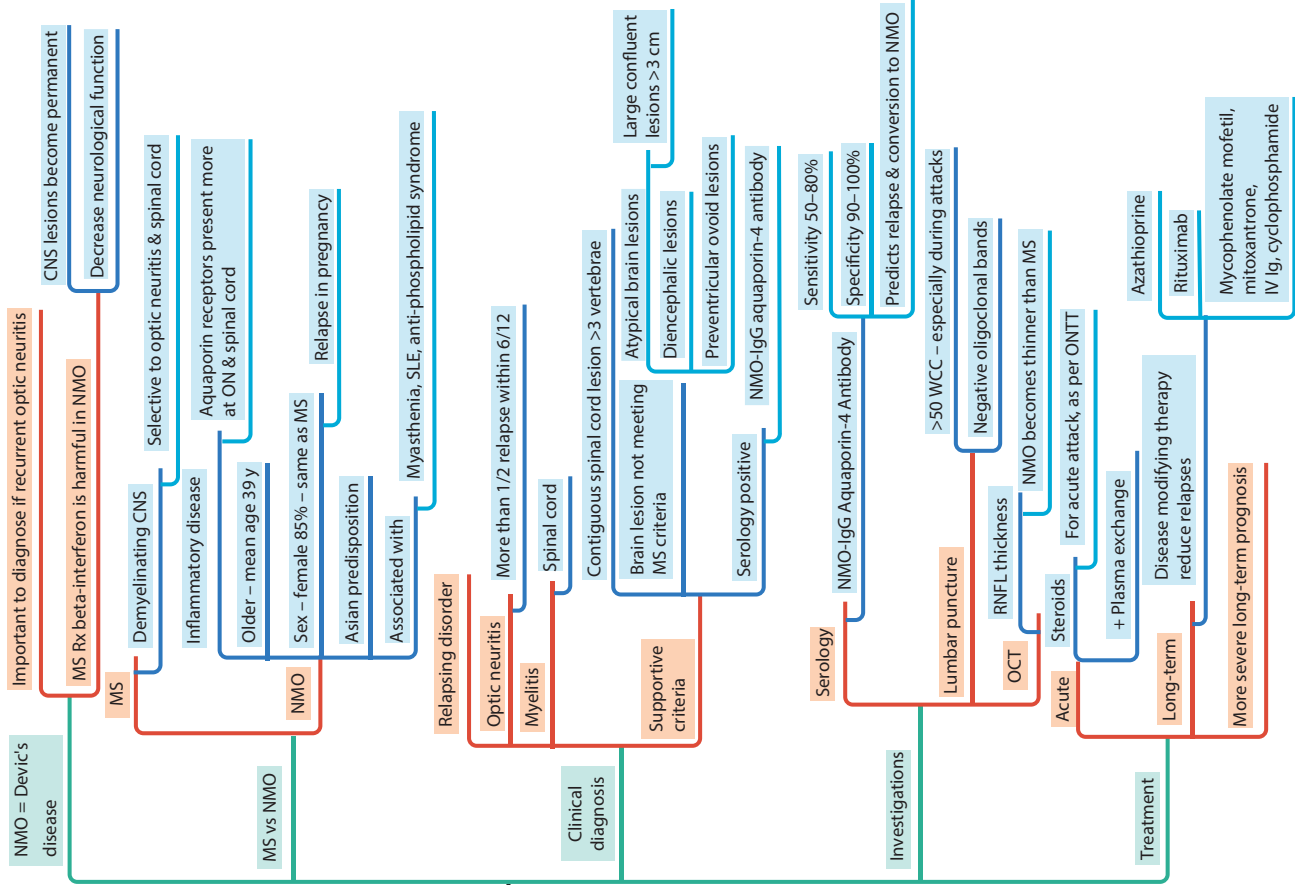 NMO = Devic's
disease
Important to diagnose if recurrent optic neuritis
MS Rx beta-interferon is harmful in NMO
CNS lesions become permanent
Decrease neurological function
MS vs NMO
MS
Demyelinating CNS
Selective to optic neuritis & spinal cord
NMO
Inflammatory disease
Aquaporin receptors present more
at ON & spinal cord
Older – mean age 39 y
Sex – female 85% – same as MS
Relapse in pregnancy
Asian predisposition
Associated with
Myasthenia, SLE, anti-phospholipid syndrome
Clinical
diagnosis
Relapsing disorder
Optic neuritis
More than 1/2 relapse within 6/12
Myelitis
Spinal cord
Supportive
criteria
Contiguous spinal cord lesion >3 vertebrae
Brain lesion not meeting
MS criteria
Atypical brain lesions
Large confluent
lesions >3 cm
Diencephalic lesions
Preventricular ovoid lesions
Serology positive
NMO-IgG aquaporin-4 antibody
Investigations
Serology
NMO-IgG Aquaporin-4 Antibody
Sensitivity 50–80%
Specificity 90–100%
Predicts relapse & conversion to NMO
Lumbar puncture
>50 WCC – especially during attacks
Negative oligoclonal bands
OCT
RNFL thickness
NMO becomes thinner than MS
Treatment
Acute
Steroids
For acute attack, as per ONTT
+ Plasma exchange
Long-term
Disease modifying therapy
reduce relapses
Azathioprine
Rituximab
Mycophenolate mofetil,
mitoxantrone,
IV Ig, cyclophosphamide
More severe long-term prognosis